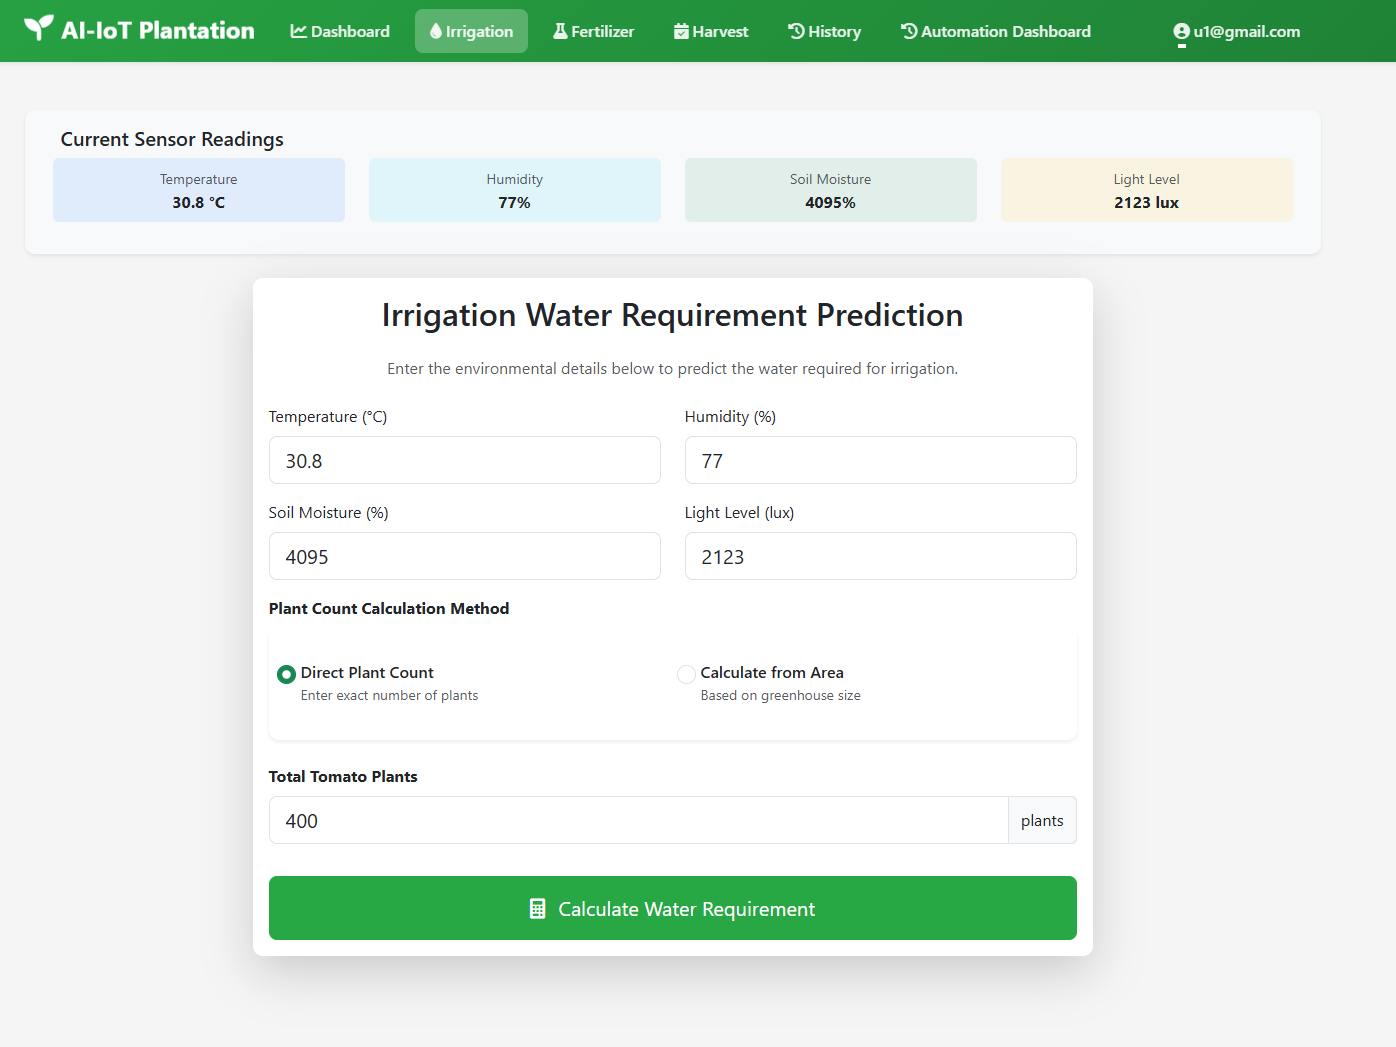 AI-IoT Plantation
Dashboard
Irrigation
Fertilizer
Harvest
History
Automation Dashboard
u1@gmail.com
Current Sensor Readings
Temperature
30.8 °C
Humidity
77%
Soil Moisture
4095%
Light Level
2123 lux
Irrigation Water Requirement Prediction
Enter the environmental details below to predict the water required for irrigation.
Temperature (°C)
Humidity (%)
30.8
77
Soil Moisture (%)
Light Level (lux)
4095
2123
Plant Count Calculation Method
Direct Plant Count
Enter exact number of plants
Calculate from Area
Based on greenhouse size
Total Tomato Plants
400
plants
Calculate Water Requirement